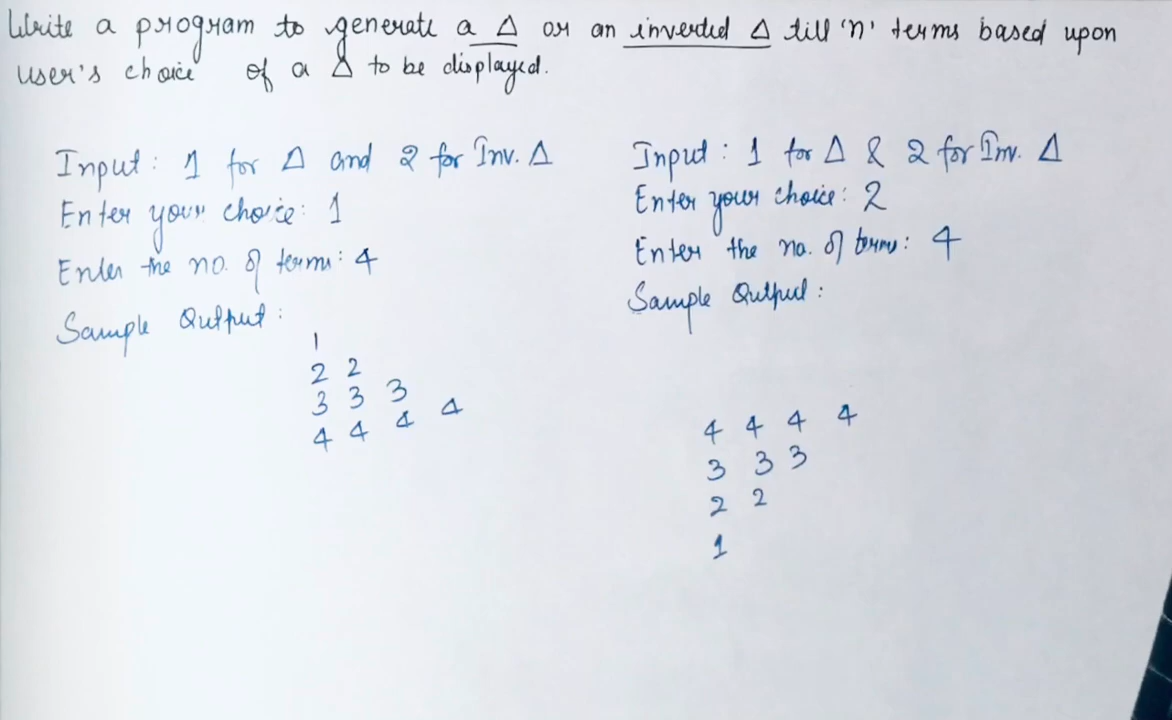 Write a program to generate a Δ or an inverted Δ till 'n' terms based upon
user's choice of a Δ to be displayed.
Input: 1 for Δ and 2 for Inv. Δ
Enter your choice: 1
Enter the no. of terms: 4
Sample Output:
1
2 2
3 3 3
4 4 4 4
Input: 1 for Δ & 2 for Inv. Δ
Enter your choice: 2
Enter the no. of terms: 4
Sample Output:
4 4 4 4
3 3 3
2 2
1